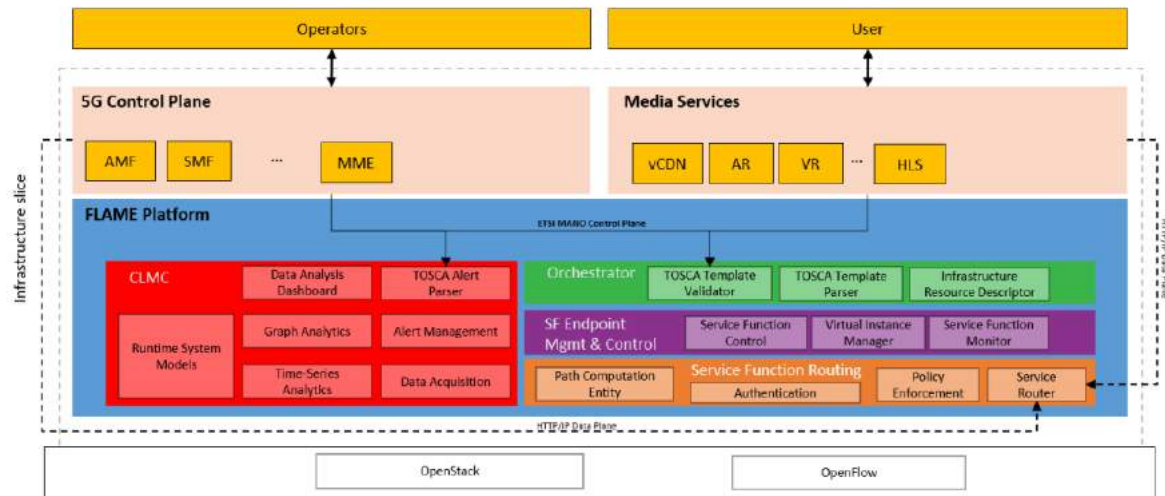 Operators
User
5G Control Plane
Media Services
AMF
SMF
...
MME
vCDN
AR
VR
...
HLS
Infrastructure slice
FLAME Platform
ETSI MANO Control Plane
CLMC
Data Analysis
Dashboard
TOSCA Alert
Parser
Runtime System
Models
Graph Analytics
Alert Management
Time-Series
Analytics
Data Acquisition
Orchestrator
TOSCA Template
Validator
TOSCA Template
Parser
Infrastructure
Resource Descriptor
SF Endpoint
Mgmt & Control
Service Function
Control
Virtual Instance
Manager
Service Function
Monitor
Service Function Routing
Path Computation
Entity
Authentication
Policy
Enforcement
Service
Router
HTTP/IP Data Plane
OpenStack
OpenFlow